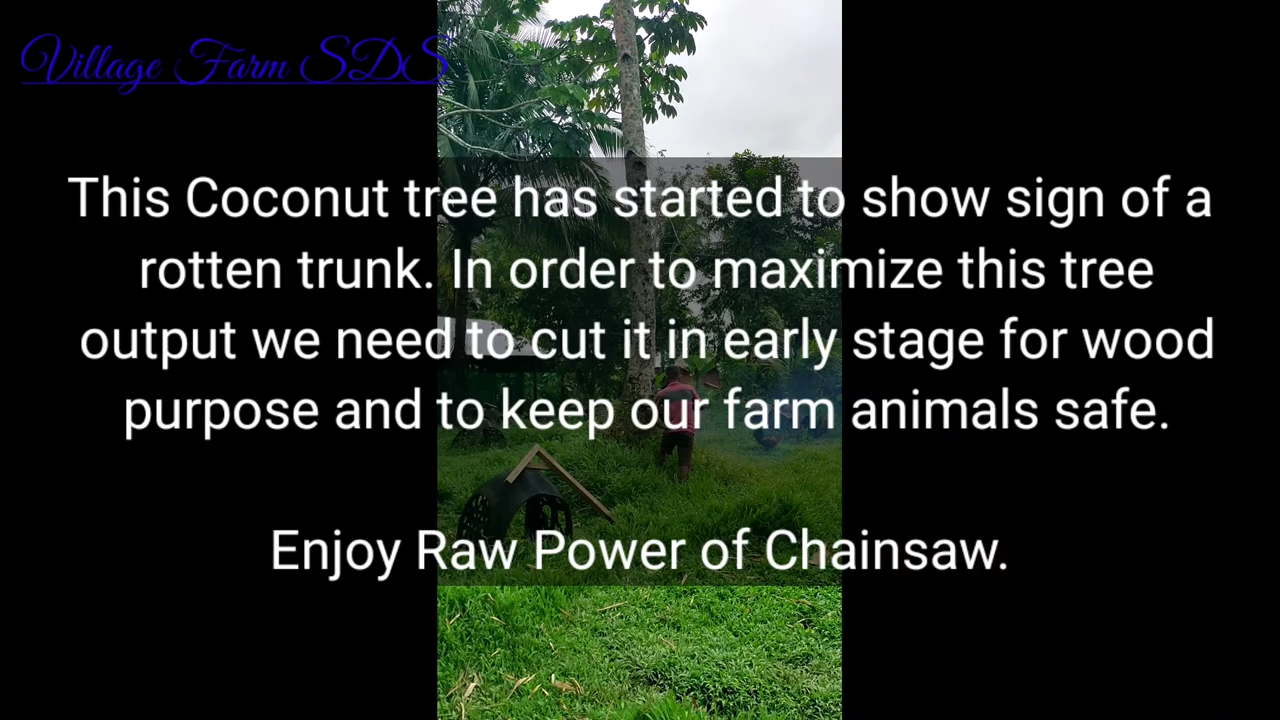 Village Farm SDS
This Coconut tree has started to show sign of a
rotten trunk. In order to maximize this tree
output we need to cut it in early stage for wood
purpose and to keep our farm animals safe.
Enjoy Raw Power of Chainsaw.